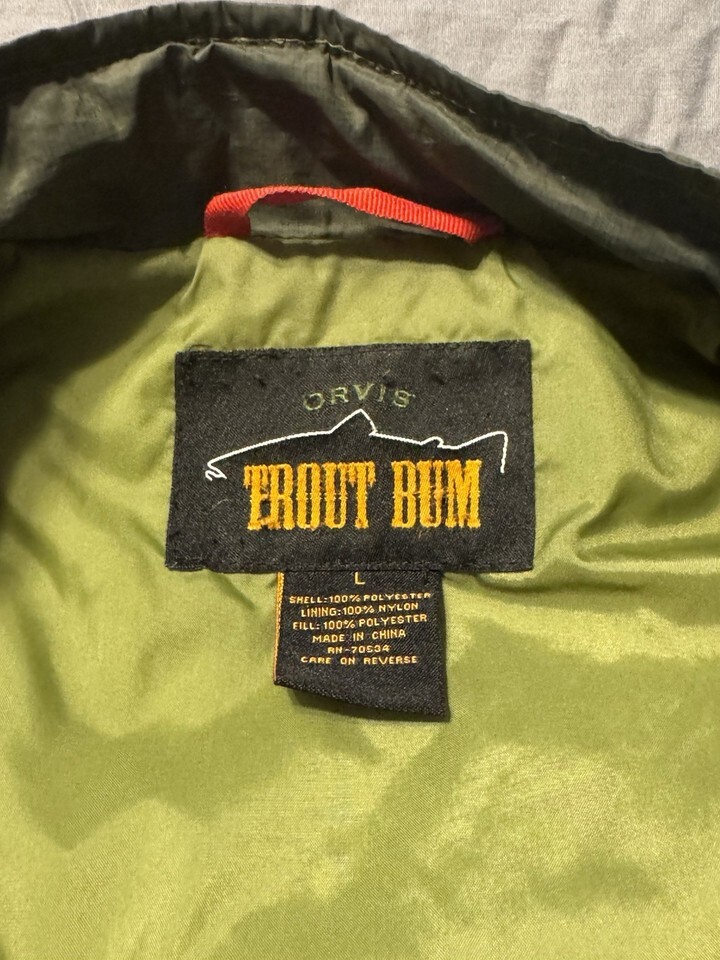 ORVIS
TROUT BUM
L
SHELL:100% POLYESTER
LINING:100% NYLON
FILL:100% POLYESTER
MADE IN CHINA
RN-70534
CARE ON REVERSE